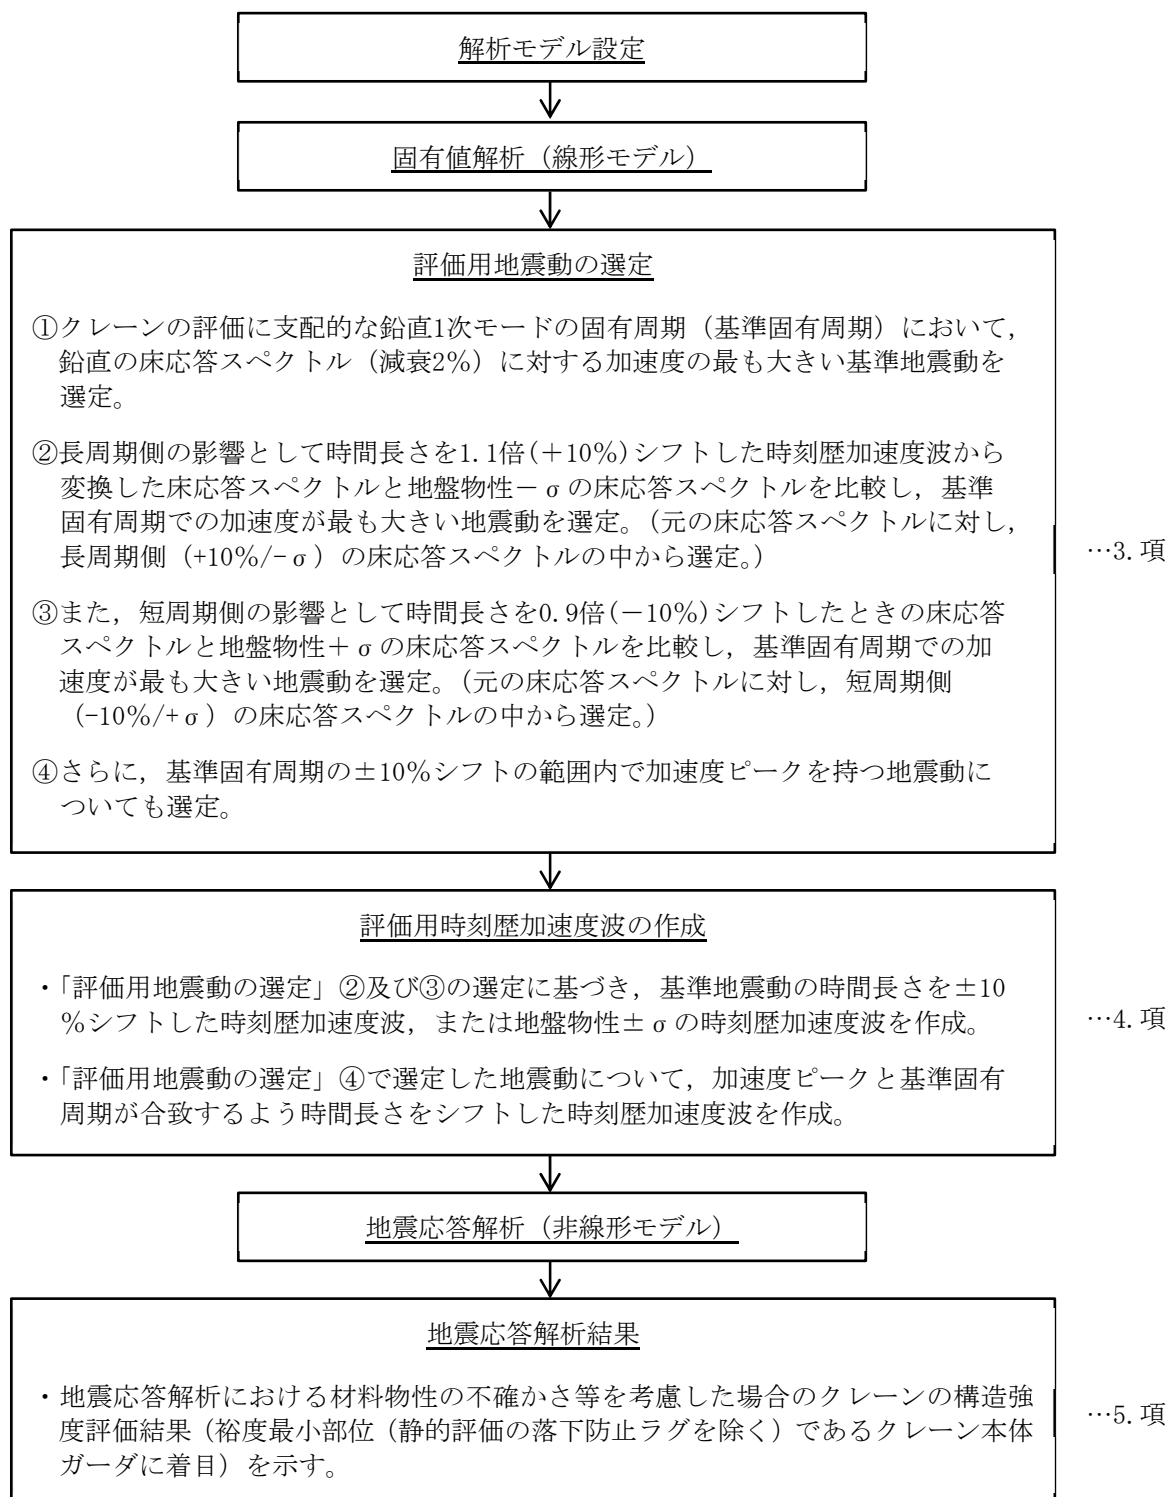 解析モデル設定
固有値解析（線形モデル）
評価用地震動の選定
①クレーンの評価に支配的な鉛直1次モードの固有周期（基準固有周期）において，
鉛直の床応答スペクトル（減衰2％）に対する加速度の最も大きい基準地震動を
選定。
②長周期側の影響として時間長さを1.1倍(＋10％)シフトした時刻歴加速度波から
変換した床応答スペクトルと地盤物性－σの床応答スペクトルを比較し，基準
固有周期での加速度が最も大きい地震動を選定。（元の床応答スペクトルに対し，
長周期側（+10％/-σ）の床応答スペクトルの中から選定。）
…3.項
③また，短周期側の影響として時間長さを0.9倍(－10％)シフトしたときの床応答
スペクトルと地盤物性＋σの床応答スペクトルを比較し，基準固有周期での加
速度が最も大きい地震動を選定。（元の床応答スペクトルに対し，短周期側
（-10％/+σ）の床応答スペクトルの中から選定。）
④さらに，基準固有周期の±10％シフトの範囲内で加速度ピークを持つ地震動に
ついても選定。
評価用時刻歴加速度波の作成
・「評価用地震動の選定」②及び③の選定に基づき，基準地震動の時間長さを±10
％シフトした時刻歴加速度波，または地盤物性±σの時刻歴加速度波を作成。
…4.項
・「評価用地震動の選定」④で選定した地震動について，加速度ピークと基準固有
周期が合致するよう時間長さをシフトした時刻歴加速度波を作成。
地震応答解析（非線形モデル）
地震応答解析結果
・地震応答解析における材料物性の不確かさ等を考慮した場合のクレーンの構造強
度評価結果（裕度最小部位（静的評価の落下防止ラグを除く）であるクレーン本体
ガーダに着目）を示す。
…5.項